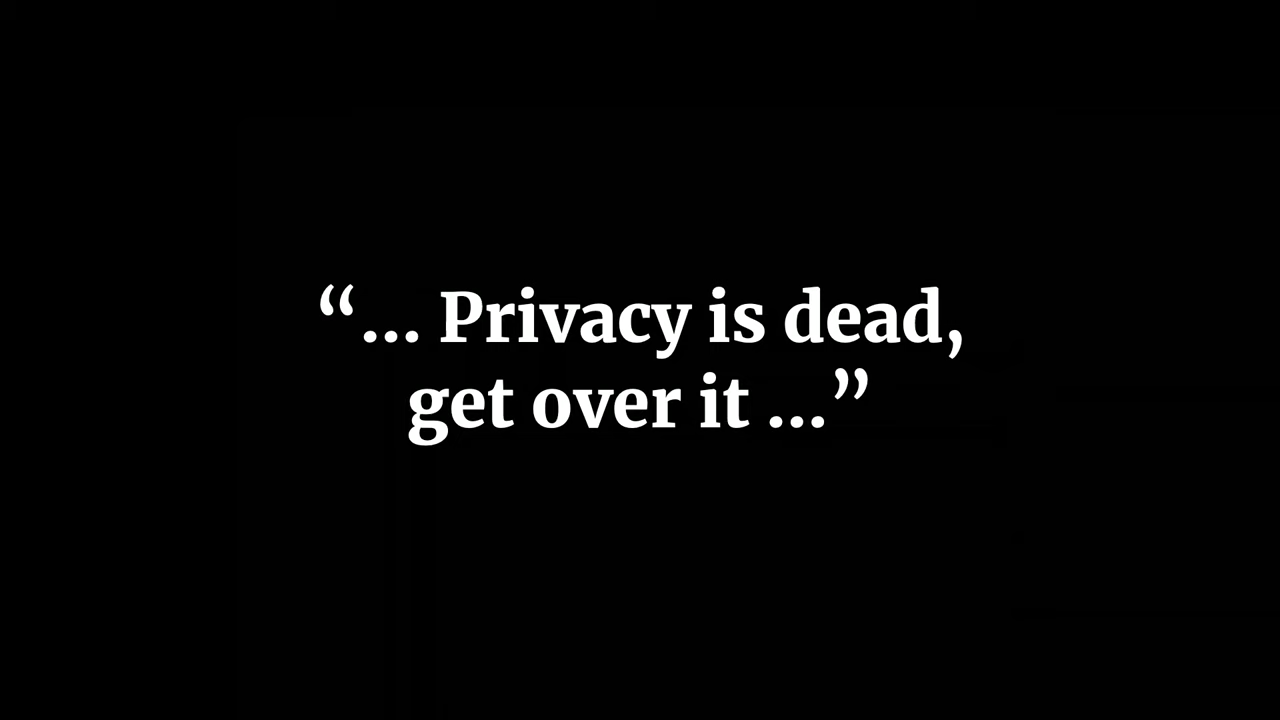 “... Privacy is dead,
get over it ...”